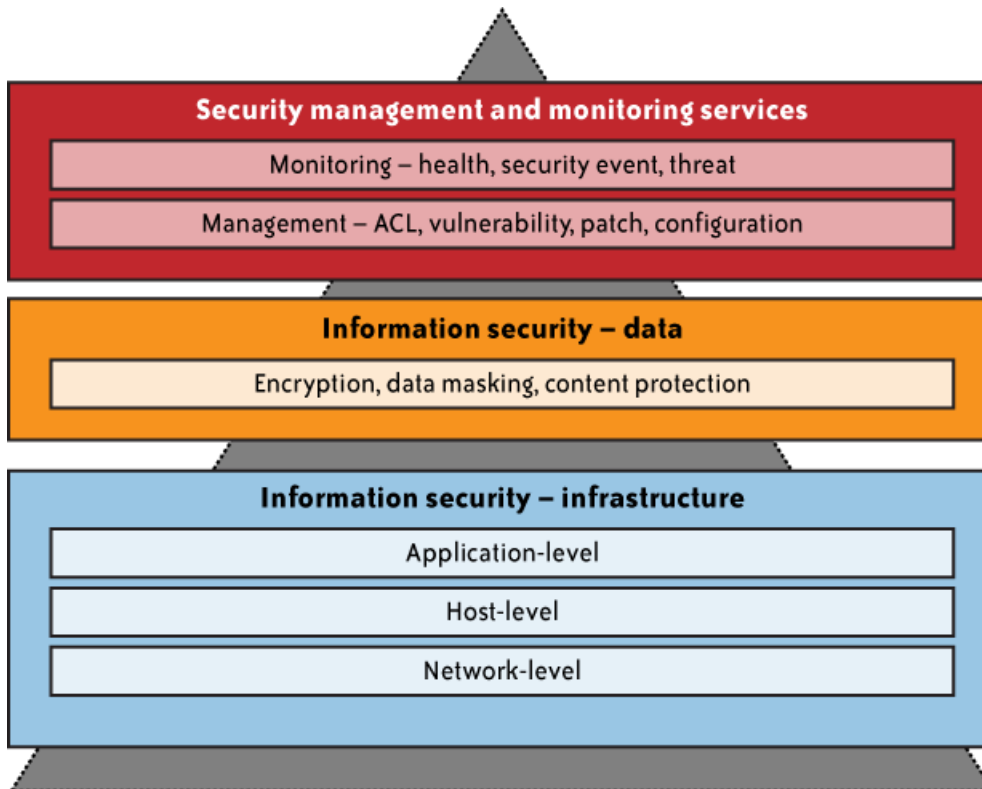 Security management and monitoring services
Monitoring – health, security event, threat
Management – ACL, vulnerability, patch, configuration
Information security – data
Encryption, data masking, content protection
Information security – infrastructure
Application-level
Host-level
Network-level